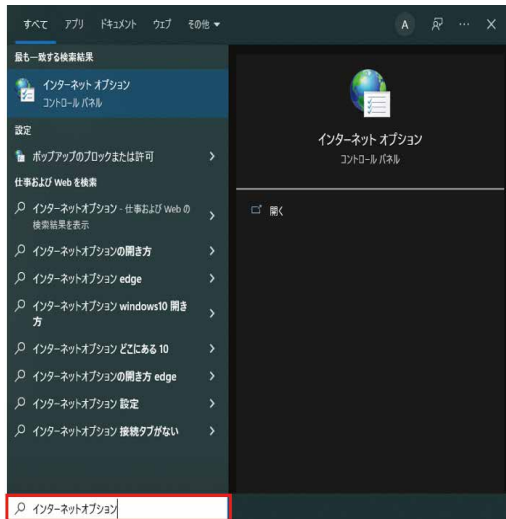 すべて アプリ ドキュメント ウェブ その他 ▼ A … ×
最も一致する検索結果
インターネット オプション
コントロール パネル
設定
ポップアップのブロックまたは許可
仕事および Web を検索
インターネットオプション - 仕事および Web の
検索結果を表示
インターネットオプションの開き方
インターネットオプション edge
インターネットオプション windows10 開き
方
インターネットオプション どこにある 10
インターネットオプションの開き方 edge
インターネットオプション 設定
インターネットオプション 接続タブがない
インターネットオプション
インターネット オプション
コントロール パネル
開く